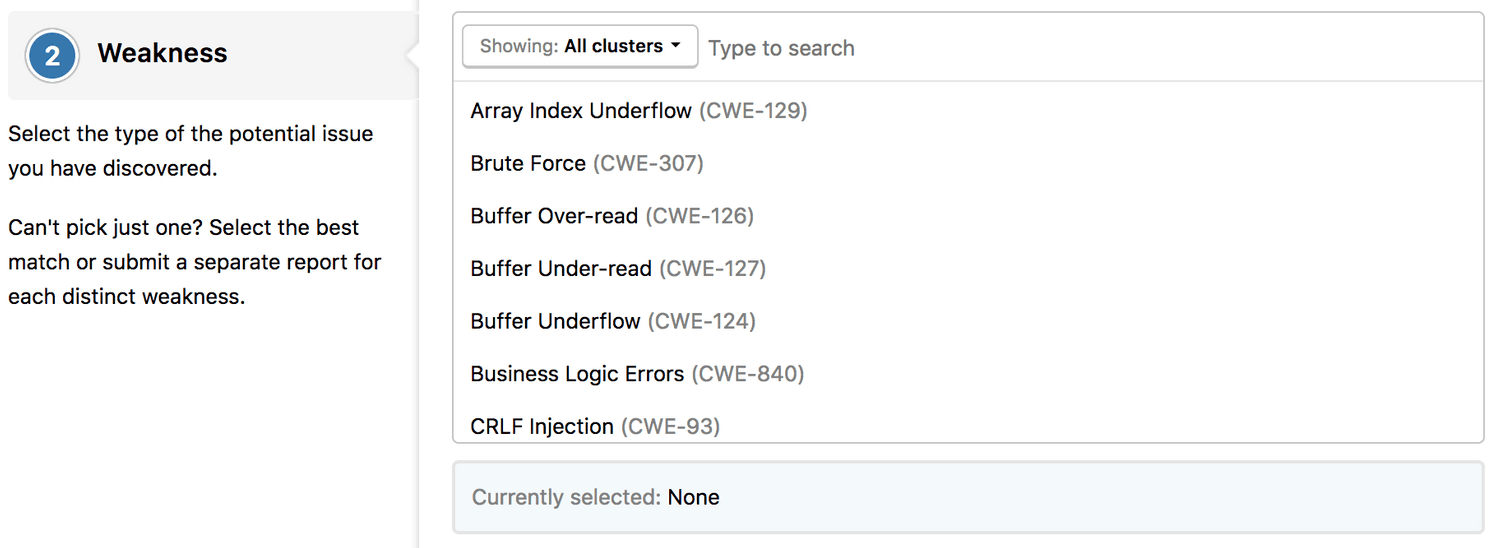 2 Weakness
Select the type of the potential issue
you have discovered.
Can't pick just one? Select the best
match or submit a separate report for
each distinct weakness.
Showing: All clusters Type to search
Array Index Underflow (CWE-129)
Brute Force (CWE-307)
Buffer Over-read (CWE-126)
Buffer Under-read (CWE-127)
Buffer Underflow (CWE-124)
Business Logic Errors (CWE-840)
CRLF Injection (CWE-93)
Currently selected: None